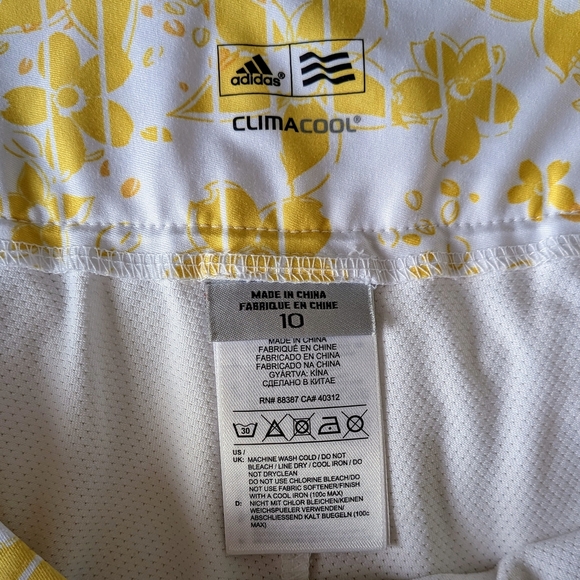 adidas®
CLIMACOOL®
MADE IN CHINA
FABRIQUE EN CHINE
10
MADE IN CHINA
FABRIQUÉ EN CHINE
FABRICADO EN CHINA
FABRICADO NA CHINA
GYÁRTVA: KÍNA
СДЕЛАНО В КИТАЕ
RN# 88387 CA# 40312
30
US /
UK: MACHINE WASH COLD / DO NOT
BLEACH / LINE DRY / COOL IRON / DO
NOT DRYCLEAN
DO NOT USE CHLORINE BLEACH/DO
NOT USE FABRIC SOFTENER/FINISH
WITH A COOL IRON (100c MAX)
D: NICHT MIT CHLOR BLEICHEN/KEINEN
WEICHSPUELER VERWENDEN/
ABSCHLIESSEND KALT BUEGELN (100c
MAX)